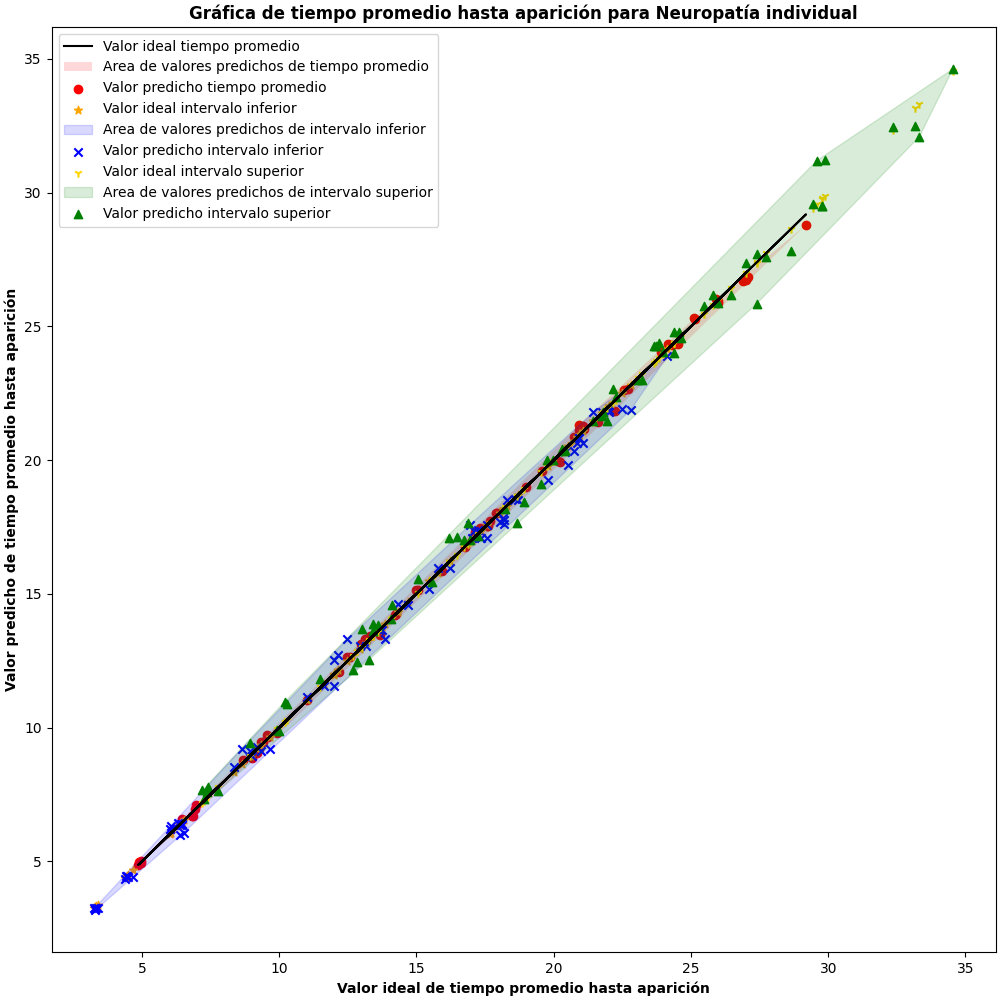 Gráfica de tiempo promedio hasta aparición para Neuropatía individual
Valor ideal tiempo promedio
Area de valores predichos de tiempo promedio
Valor predicho tiempo promedio
Valor ideal intervalo inferior
Area de valores predichos de intervalo inferior
Valor predicho intervalo inferior
Valor ideal intervalo superior
Area de valores predichos de intervalo superior
Valor predicho intervalo superior
Valor predicho de tiempo promedio hasta aparición
35
30
25
20
15
10
5
5 10 15 20 25 30 35
Valor ideal de tiempo promedio hasta aparición